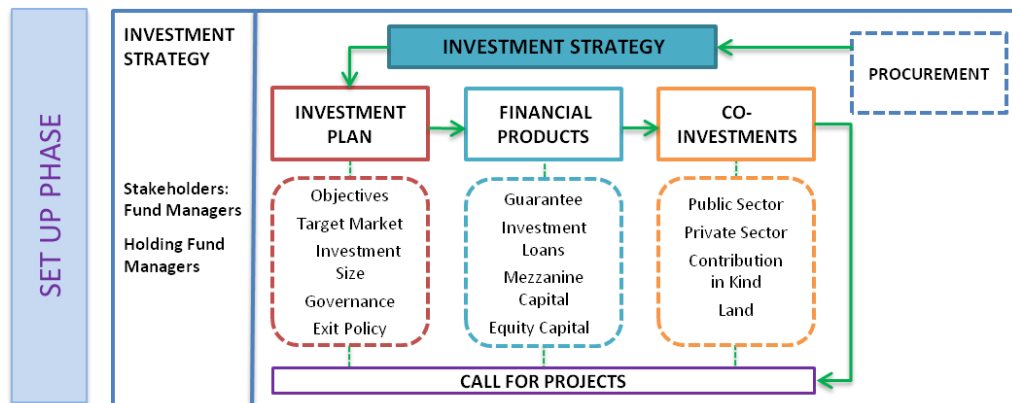 SET UP PHASE
INVESTMENT
STRATEGY
Stakeholders:
Fund Managers
Holding Fund
Managers
INVESTMENT STRATEGY
PROCUREMENT
INVESTMENT
PLAN
FINANCIAL
PRODUCTS
CO-
INVESTMENTS
Objectives
Target Market
Investment
Size
Governance
Exit Policy
Guarantee
Investment
Loans
Mezzanine
Capital
Equity Capital
Public Sector
Private Sector
Contribution
in Kind
Land
CALL FOR PROJECTS